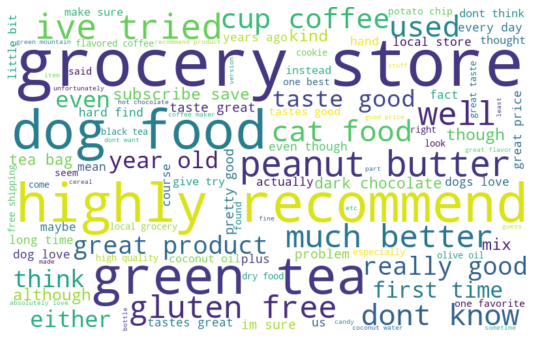 make sure
potato chip
dont think
ive tried
cup coffee
used
every day
little bit
green mountain
flavored coffee
recommend product
years ago
kind
hand
local store
thought
cookie
stuff
grocery store
item
said
version
instead
one best
fact
great taste
least
unfortunately
subscribe save
taste good
well
even
hot chocolate
hard find
taste great
tastes good
good price
great price
dog food
black tea
coffee maker
cat food
right
though
dont want
even though
look
great flavor
tea bag
mean
year old
peanut butter
free shipping
seem
course
pretty good
actually
part
dogs love
come
cereal
give try
found
dark chocolate
highly recommend
maybe
local grocery
fine
etc
guess
long time
great product
much better
mix
dog love
high quality
coconut oil
plus
problem
especially
olive oil
made
think
green tea
dry food
really good
although
gluten free
first time
absolutely love
bottle
candy
coconut water
one favorite
either
tastes great
im sure
us
dont know
sometime